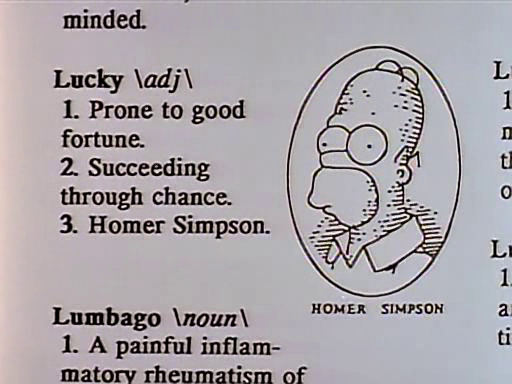 minded.
Lucky \adj\
1. Prone to good
fortune.
2. Succeeding
through chance.
3. Homer Simpson.
HOMER SIMPSON
Lumbago \noun\
1. A painful inflam-
matory rheumatism of